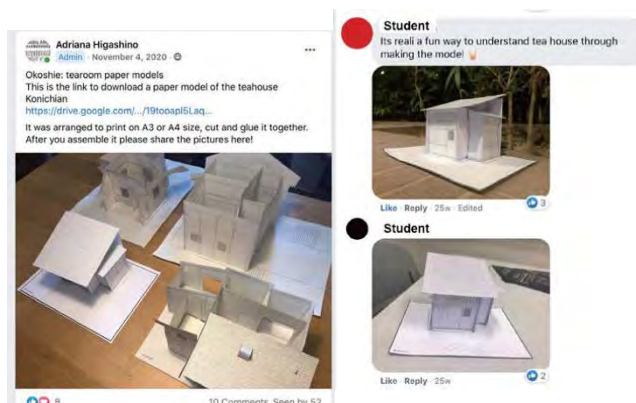 Adriana Higashino
Admin · November 4, 2020 ·
Okoshie: tearoom paper models
This is the link to download a paper model of the teahouse
Konichian
https://drive.google.com/.../19tooapl5Laq...
It was arranged to print on A3 or A4 size, cut and glue it together.
After you assemble it please share the pictures here!
9
10 Comments Seen by 52
Student
Its reali a fun way to understand tea house through
making the model
Like · Reply · 25w · Edited
3
Student
Like · Reply · 25w
2